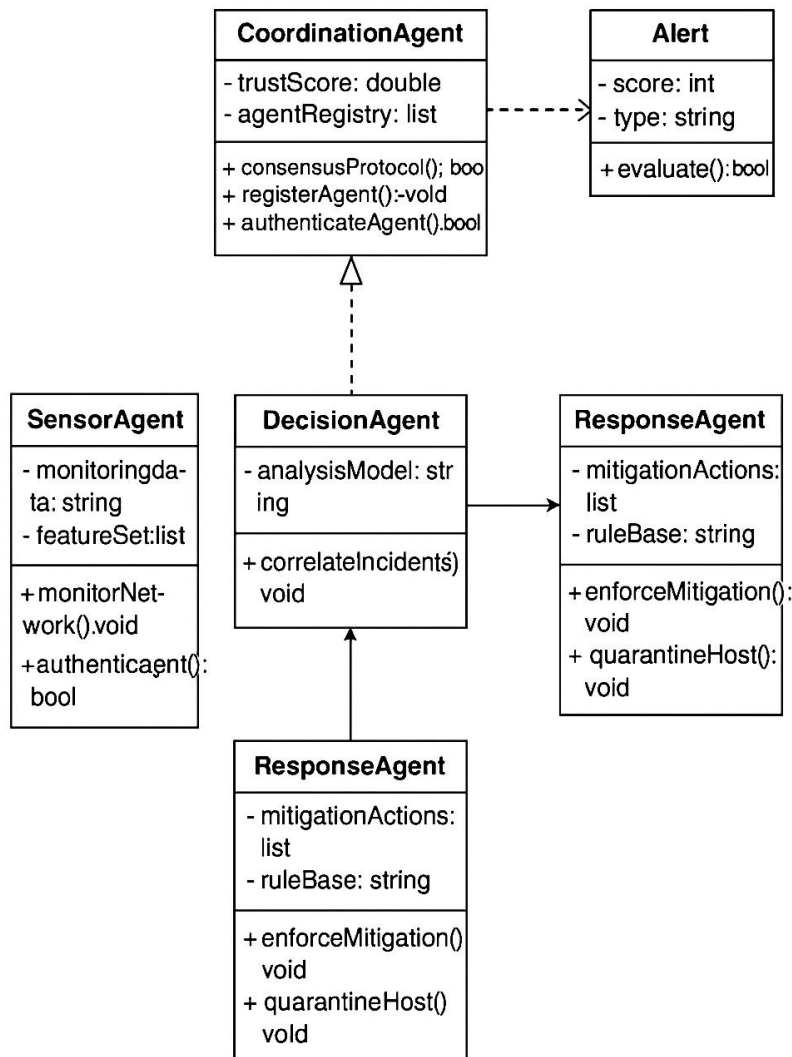 CoordinationAgent
- trustScore: double
- agentRegistry: list
+ consensusProtocol(); boo
+ registerAgent():-vold
+ authenticateAgent().bool
Alert
- score: int
- type: string
+ evaluate():bool
SensorAgent
- monitoringda-
ta: string
- featureSet:list
+ monitorNet-
work().void
+authenticaģent():
bool
DecisionAgent
- analysisModel: str
ing
+ correlateIncidents)
void
ResponseAgent
- mitigationActions:
list
- ruleBase: string
+ enforceMitigation():
void
+ quarantineHost():
void
ResponseAgent
- mitigationActions:
list
- ruleBase: string
+ enforceMitigation()
void
+ quarantineHost()
vold